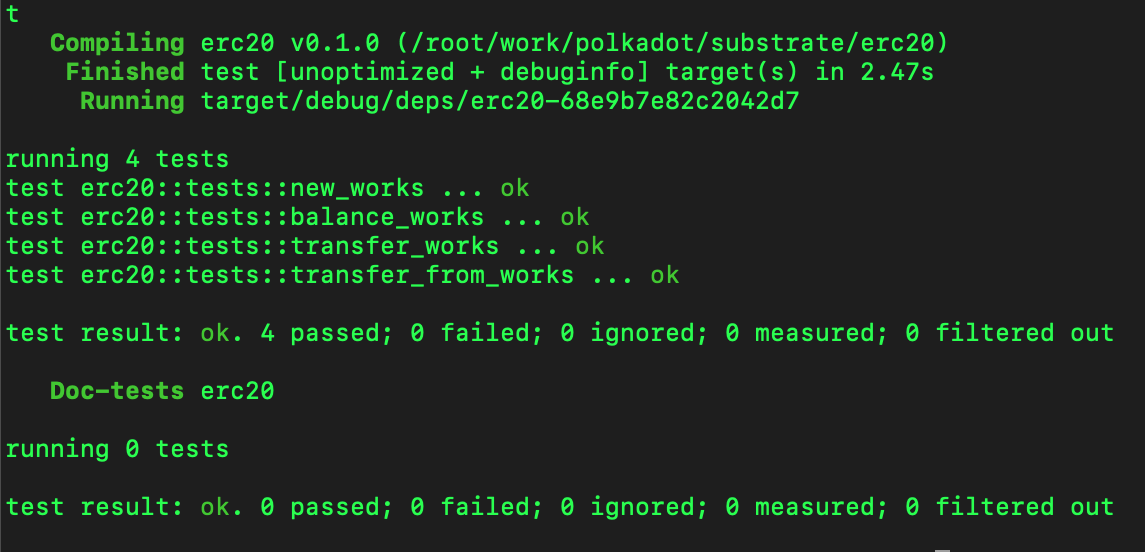 t
Compiling erc20 v0.1.0 (/root/work/polkadot/substrate/erc20)
Finished test [unoptimized + debuginfo] target(s) in 2.47s
Running target/debug/deps/erc20-68e9b7e82c2042d7
running 4 tests
test erc20::tests::new_works ... ok
test erc20::tests::balance_works ... ok
test erc20::tests::transfer_works ... ok
test erc20::tests::transfer_from_works ... ok
test result: ok. 4 passed; 0 failed; 0 ignored; 0 measured; 0 filtered out
Doc-tests erc20
running 0 tests
test result: ok. 0 passed; 0 failed; 0 ignored; 0 measured; 0 filtered out